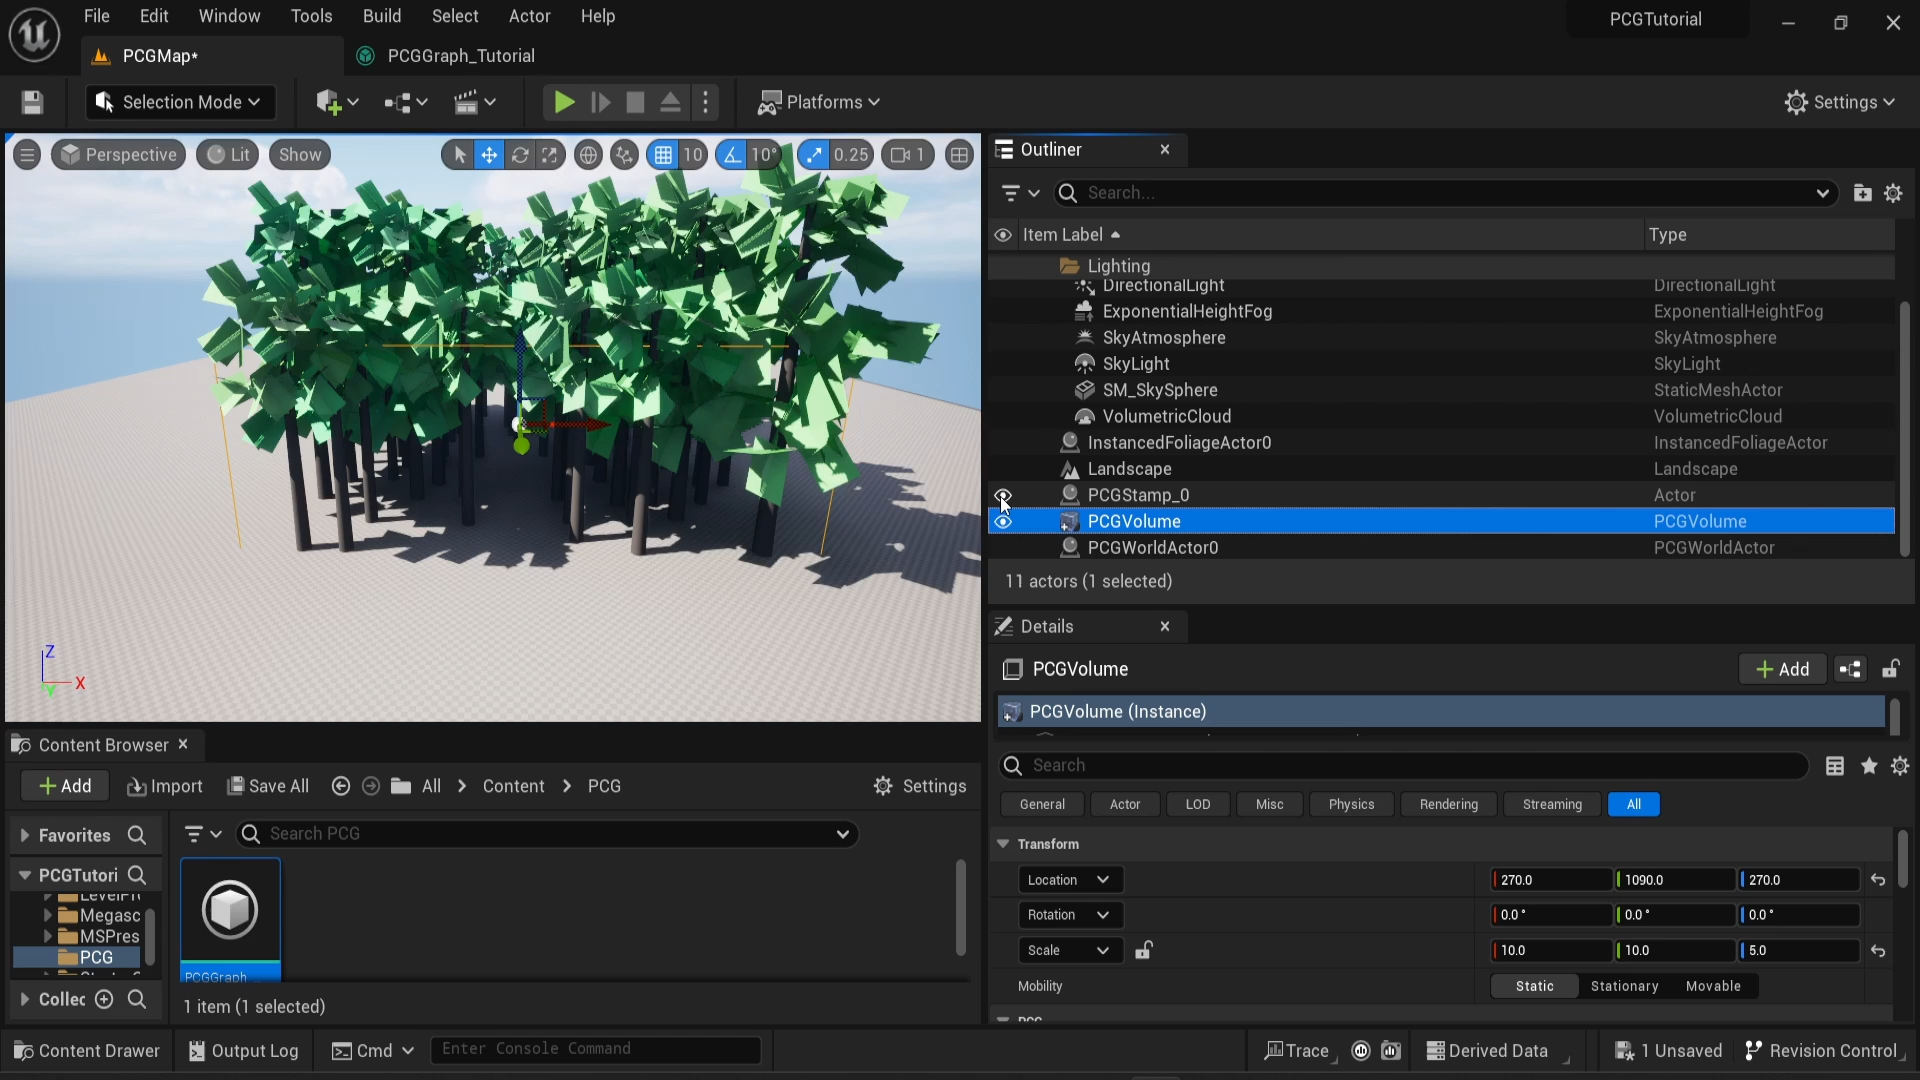 File Edit Window Tools Build Select Actor Help
PCGTutorial
PCGMap*
PCGGraph_Tutorial
Selection Mode
Platforms
Settings
Perspective
Lit
Show
10
10°
0.25
1
Outliner
Search...
Item Label
Type
Lighting
DirectionalLight DirectionalLight
ExponentialHeightFog ExponentialHeightFog
SkyAtmosphere SkyAtmosphere
SkyLight SkyLight
SM_SkySphere StaticMeshActor
VolumetricCloud VolumetricCloud
InstancedFoliageActor0 InstancedFoliageActor
Landscape Landscape
PCGStamp_0 Actor
PCGVolume PCGVolume
PCGWorldActor0 PCGWorldActor
11 actors (1 selected)
Z
X
Y
Details
PCGVolume
Add
PCGVolume (Instance)
Search
General Actor LOD Misc Physics Rendering Streaming All
Transform
Location 270.0 1090.0 270.0
Rotation 0.0° 0.0° 0.0°
Scale 10.0 10.0 5.0
Mobility Static Stationary Movable
PCG
Content Browser
Add Import Save All All Content PCG Settings
Favorites
Search PCG
PCGTutori
Megasc
MSPres
PCG
Collec
PCGGraph
1 item (1 selected)
Content Drawer Output Log Cmd Enter Console Command Trace Derived Data 1 Unsaved Revision Control